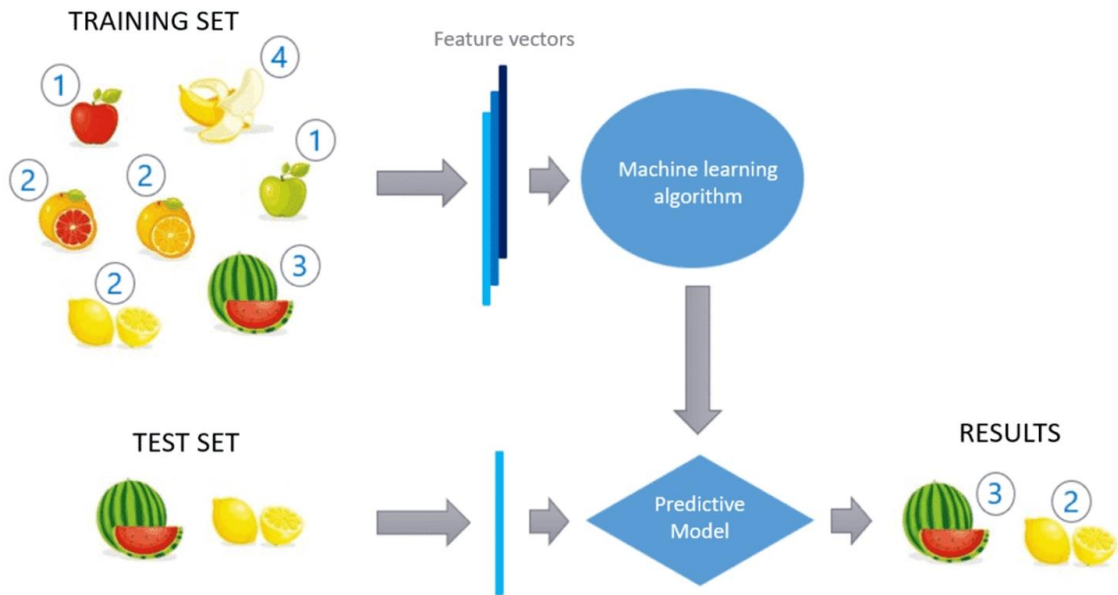 TRAINING SET
Feature vectors
4
1
1
2
2
3
2
Machine learning
algorithm
TEST SET
RESULTS
3
2
Predictive
Model